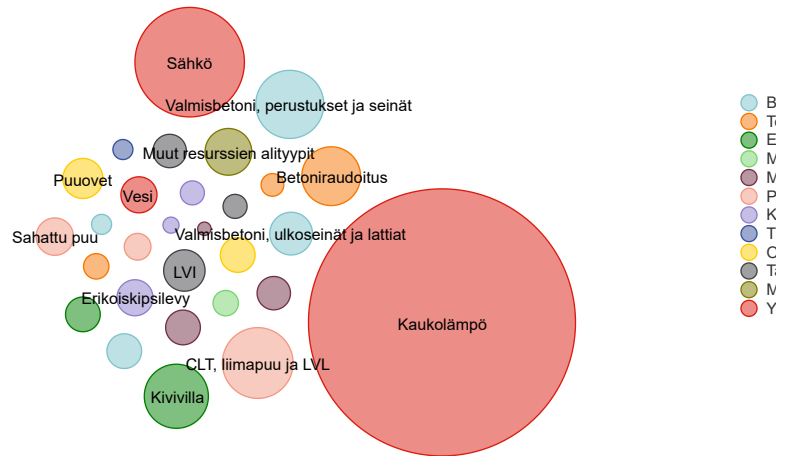 Sähkö
Valmisbetoni, perustukset ja seinät
Muut resurssien alityypit
Puuovet
Betoniraudoitus
Vesi
Sahattu puu
Valmisbetoni, ulkoseinät ja lattiat
LVI
Erikoiskipsilevy
Kaukolämpö
CLT, liimapuu ja LVL
Kivivilla
B
E
M
M
P
K
T
M
Y